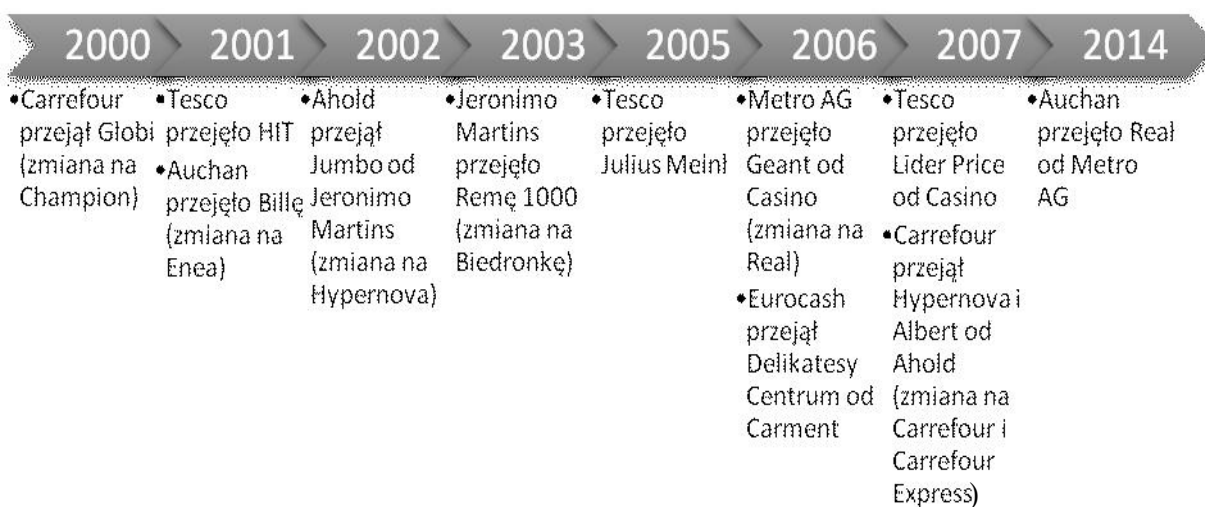 2000 2001 2002 2003 2005 2006 2007 2014
•Carrefour
przejął Globi
(zmiana na
Champion)
•Tesco
przejęło HIT
•Auchan
przejęło Billę
(zmiana na
Enea)
•Ahold
przejął
Jumbo od
Jeronimo
Martins
(zmiana na
Hypernova)
•Jeronimo
Martins
przejęło
Remę 1000
(zmiana na
Biedronkę)
•Tesco
przejęło
Julius Meinl
•Metro AG
przejęło
Geant od
Casino
(zmiana na
Real)
•Eurocash
przejął
Delikatesy
Centrum od
Carment
•Tesco
przejęło
Lider Price
od Casino
•Carrefour
przejął
Hypernova i
Albert od
Ahold
(zmiana na
Carrefour i
Carrefour
Express)
•Auchan
przejęło Real
od Metro
AG